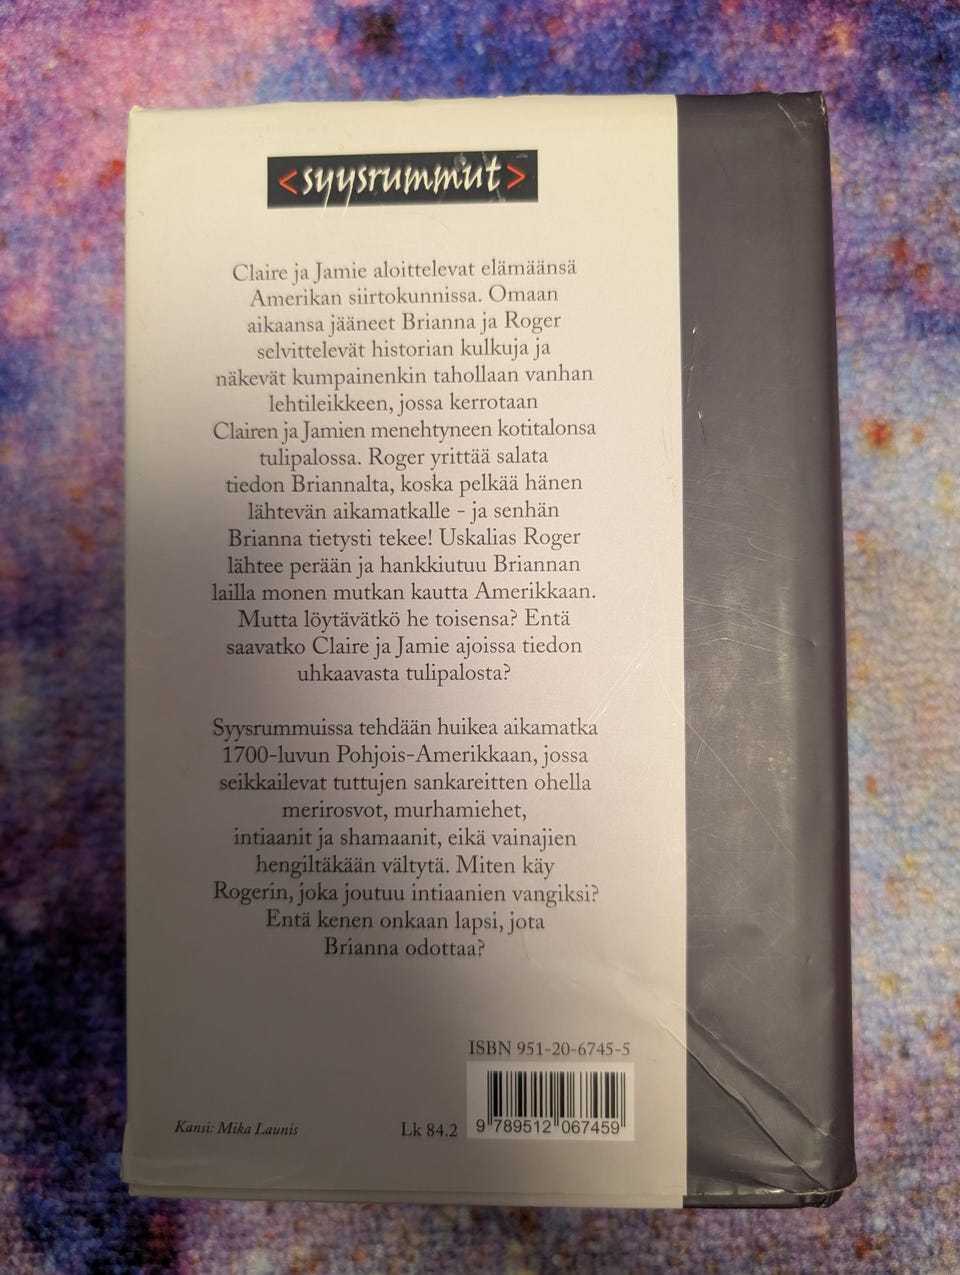 <syysrummut>
Claire ja Jamie aloittelevat elämäänsä
Amerikan siirtokunnissa. Omaan
aikaansa jääneet Brianna ja Roger
selvittelevät historian kulkuja ja
näkevät kumpainenkin tahollaan vanhan
lehtileikkeen, jossa kerrotaan
Clairen ja Jamien menehtyneen kotitalonsa
tulipalossa. Roger yrittää salata
tiedon Briannalta, koska pelkää hänen
lähtevän aikamatkalle - ja senhän
Brianna tietysti tekee! Uskalias Roger
lähtee perään ja hankkiutuu Briannan
lailla monen mutkan kautta Amerikkaan.
Mutta löytävätkö he toisensa? Entä
saavatko Claire ja Jamie ajoissa tiedon
uhkaavasta tulipalosta?
Syysrummuissa tehdään huikea aikamatka
1700-luvun Pohjois-Amerikkaan, jossa
seikkailevat tuttujen sankareitten ohella
merirosvot, murhamiehet,
intiaanit ja shamaanit, eikä vainajien
hengiltäkään vältytä. Miten käy
Rogerin, joka joutuu intiaanien vangiksi?
Entä kenen onkaan lapsi, jota
Brianna odottaa?
ISBN 951-20-6745-5
Kansi: Mika Launis
Lk 84.2
9 789512 067459